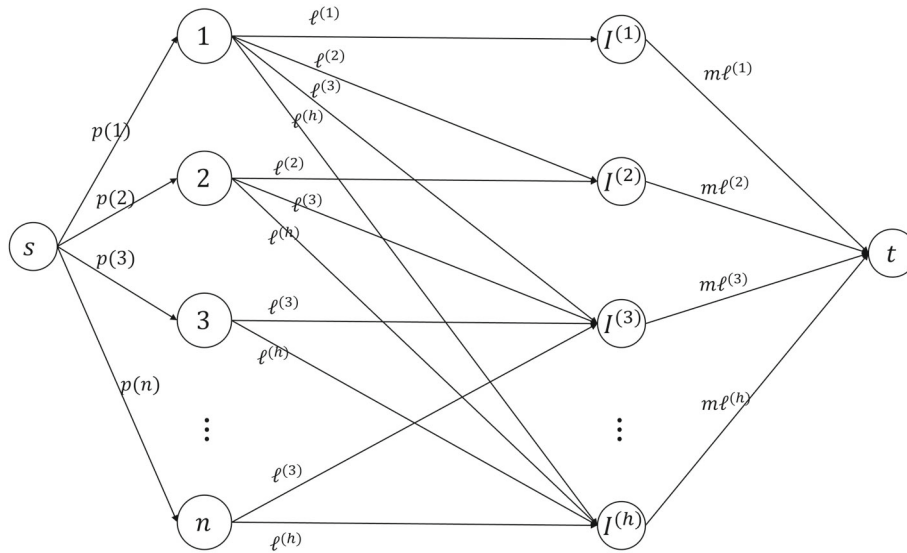 1
ℓ⁽¹⁾
I⁽¹⁾
ℓ⁽²⁾
ℓ⁽³⁾
ℓ⁽ʰ⁾
mℓ⁽¹⁾
p(1)
2
ℓ⁽²⁾
I⁽²⁾
mℓ⁽²⁾
p(2)
ℓ⁽³⁾
ℓ⁽ʰ⁾
s
t
p(3)
mℓ⁽³⁾
3
ℓ⁽³⁾
I⁽³⁾
ℓ⁽ʰ⁾
p(n)
mℓ⁽ʰ⁾
⋮
⋮
ℓ⁽³⁾
n
ℓ⁽ʰ⁾
I⁽ʰ⁾